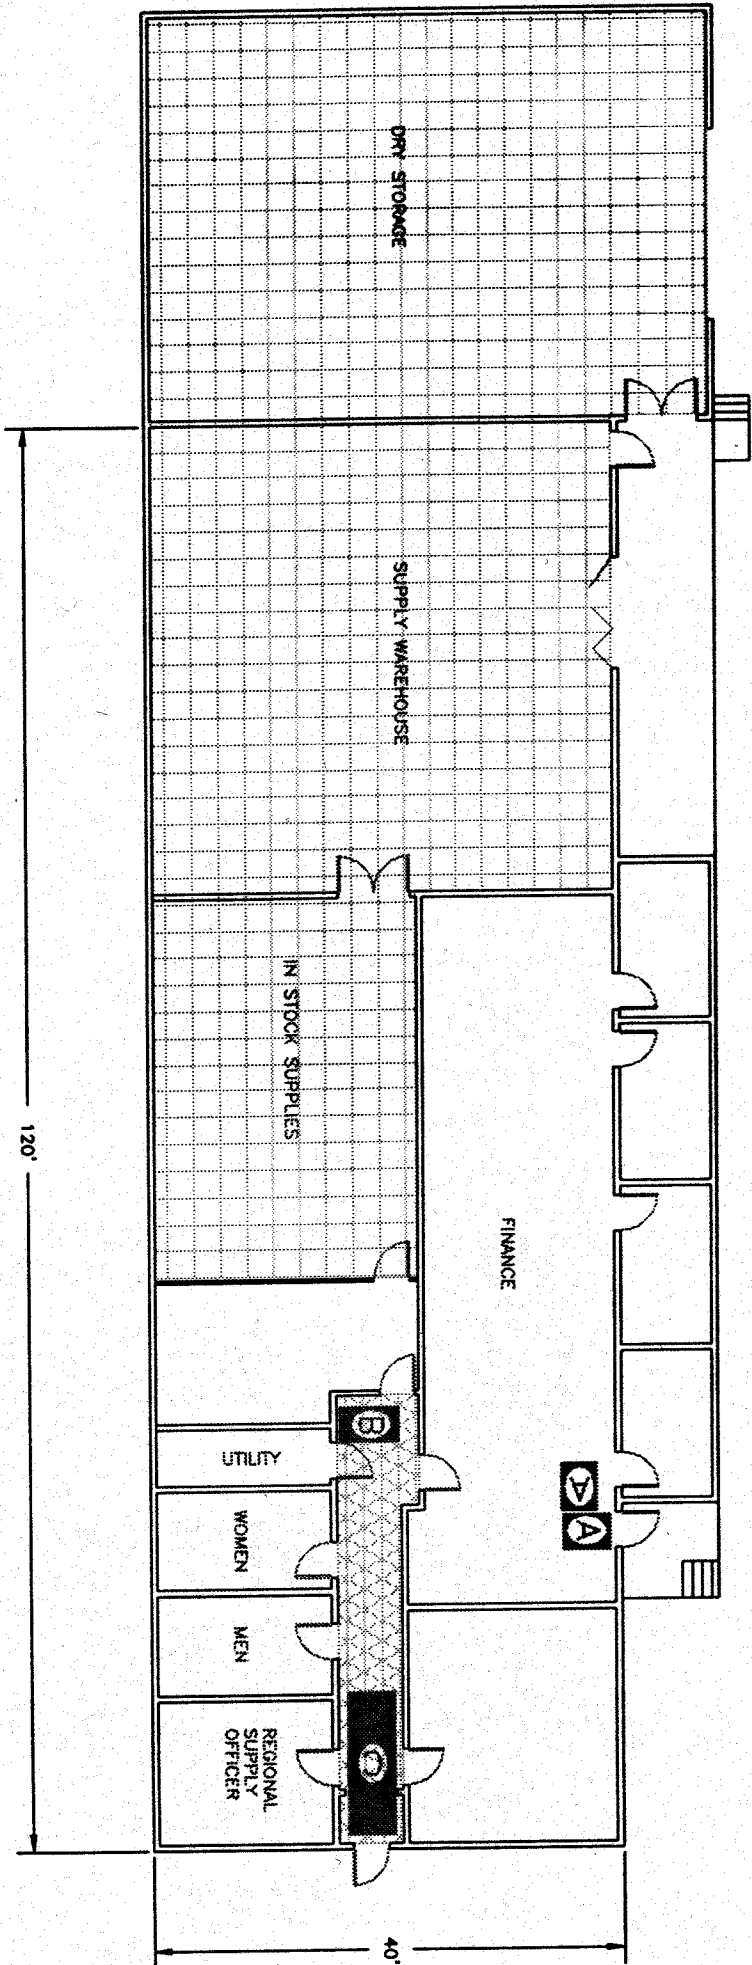 DRY STORAGE
SUPPLY WAREHOUSE
IN STOCK SUPPLIES
FINANCE
UTILITY
WOMEN
MEN
REGIONAL
SUPPLY
OFFICER
A
A
B
C
120'
40'